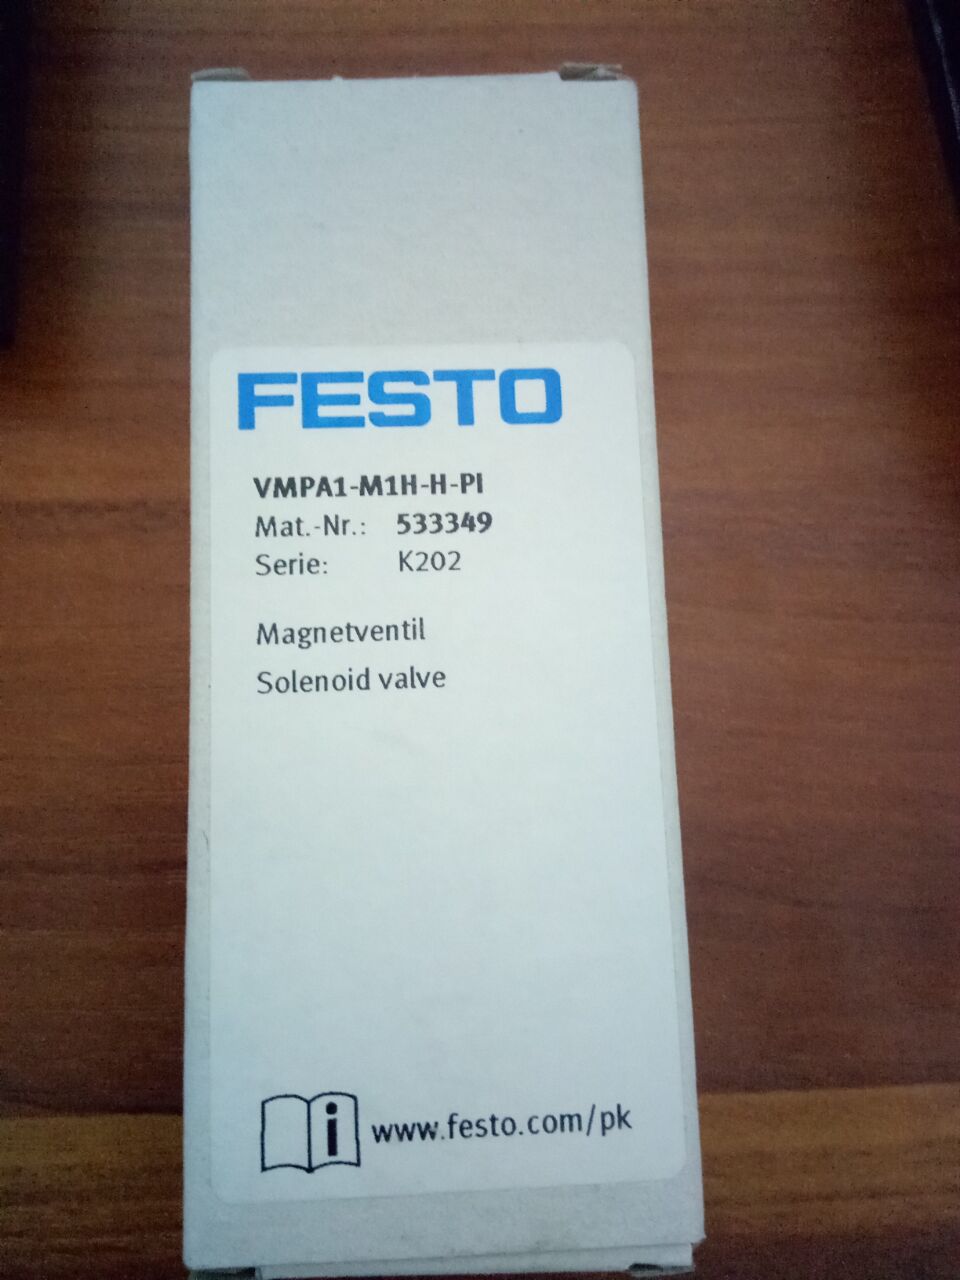 FESTO
VMPA1-M1H-H-PI
Mat.-Nr.: 533349
Serie: K202
Magnetventil
Solenoid valve
i www.festo.com/pk